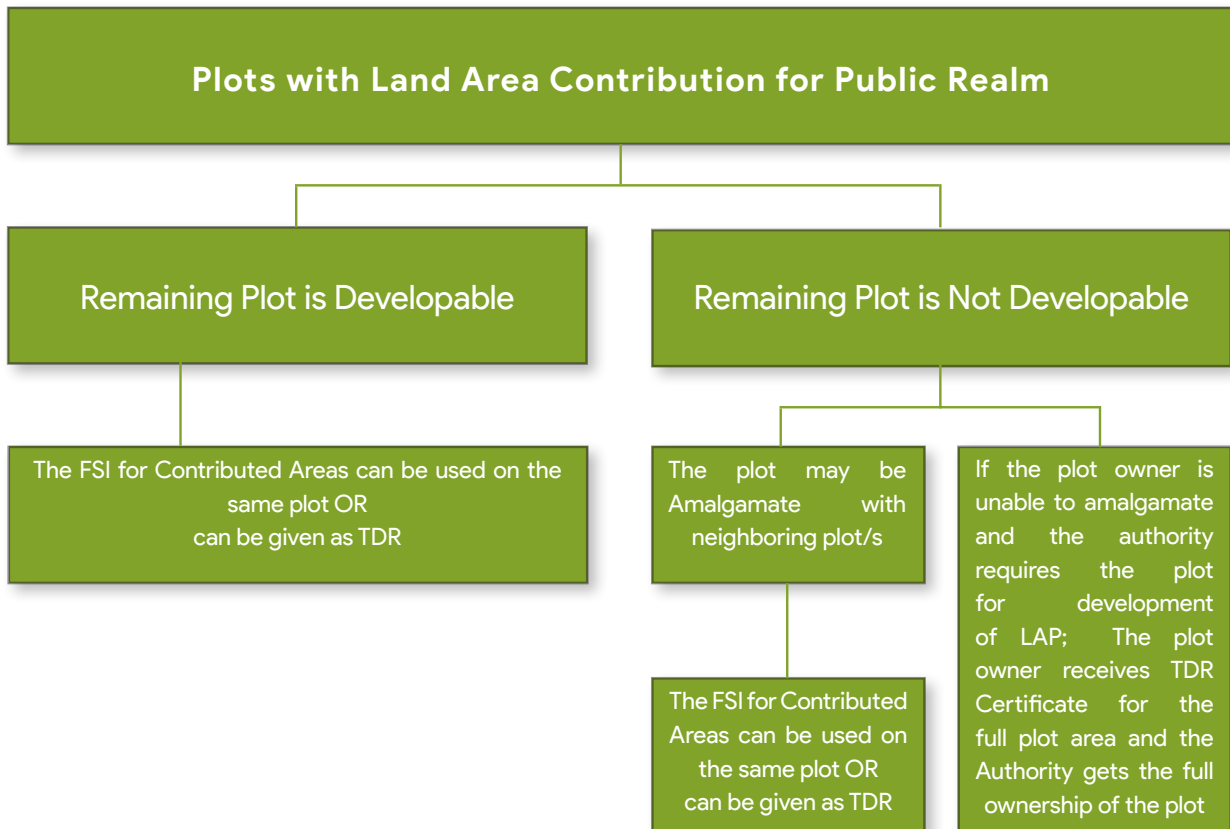 Plots with Land Area Contribution for Public Realm
Remaining Plot is Developable
Remaining Plot is Not Developable
The FSI for Contributed Areas can be used on the
same plot OR
can be given as TDR
The plot may be
Amalgamate with
neighboring plot/s
The FSI for Contributed
Areas can be used on
the same plot OR
can be given as TDR
If the plot owner is
unable to amalgamate
and the authority
requires the plot
for development
of LAP; The plot
owner receives TDR
Certificate for the
full plot area and the
Authority gets the full
ownership of the plot